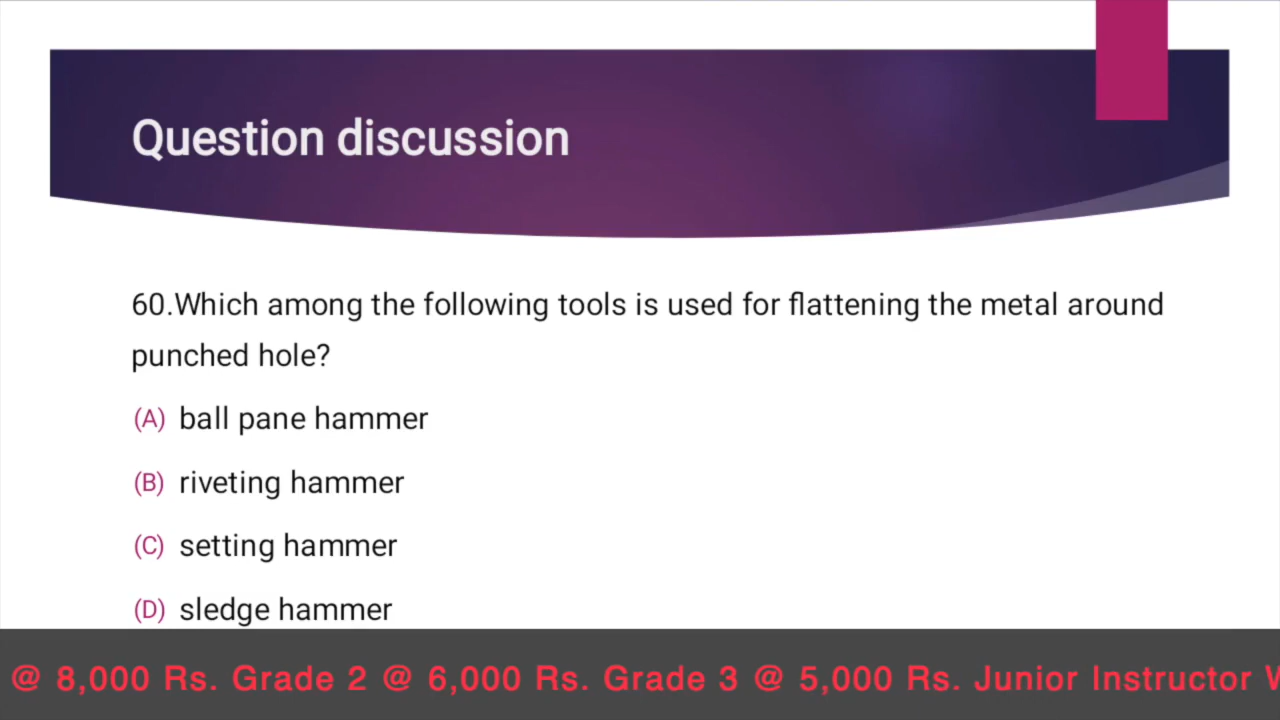 Question discussion
60.Which among the following tools is used for flattening the metal around
punched hole?
(A) ball pane hammer
(B) riveting hammer
(C) setting hammer
(D) sledge hammer
@ 8,000 Rs. Grade 2 @ 6,000 Rs. Grade 3 @ 5,000 Rs. Junior Instructor